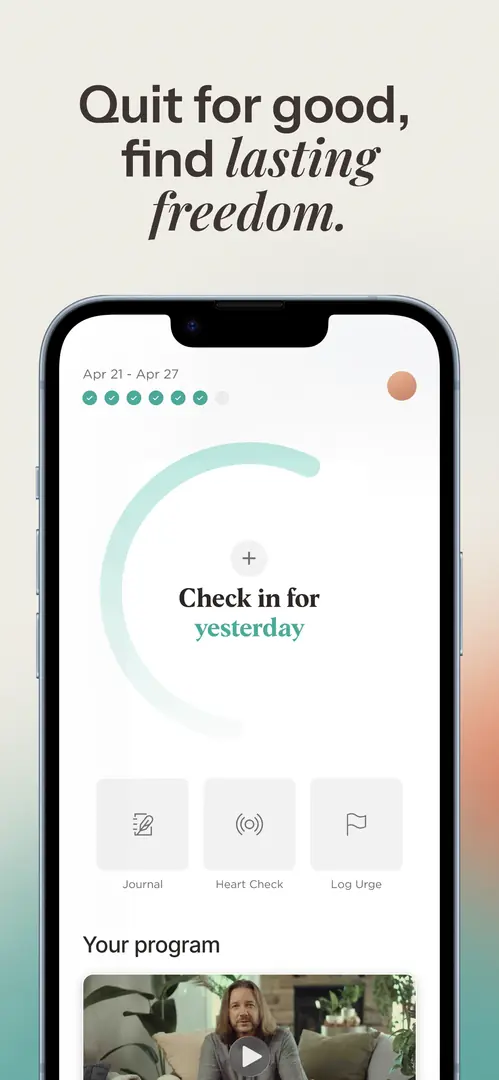 Quit for good,
find lasting
freedom.
Apr 21 - Apr 27
Check in for
yesterday
Journal
Heart Check
Log Urge
Your program